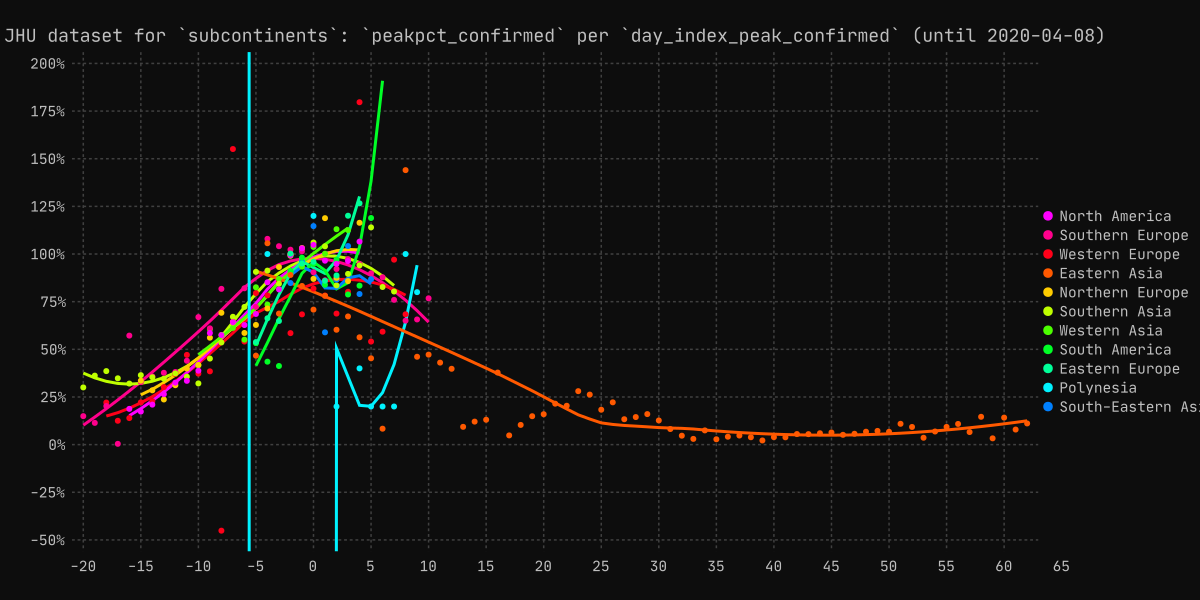 JHU dataset for `subcontinents`: `peakpct_confirmed` per `day_index_peak_confirmed` (until 2020-04-08)
200%
175%
150%
125%
100%
75%
50%
25%
0%
-25%
-50%
-20 -15 -10 -5 0 5 10 15 20 25 30 35 40 45 50 55 60 65
North America
Southern Europe
Western Europe
Eastern Asia
Northern Europe
Southern Asia
Western Asia
South America
Eastern Europe
Polynesia
South-Eastern Asi